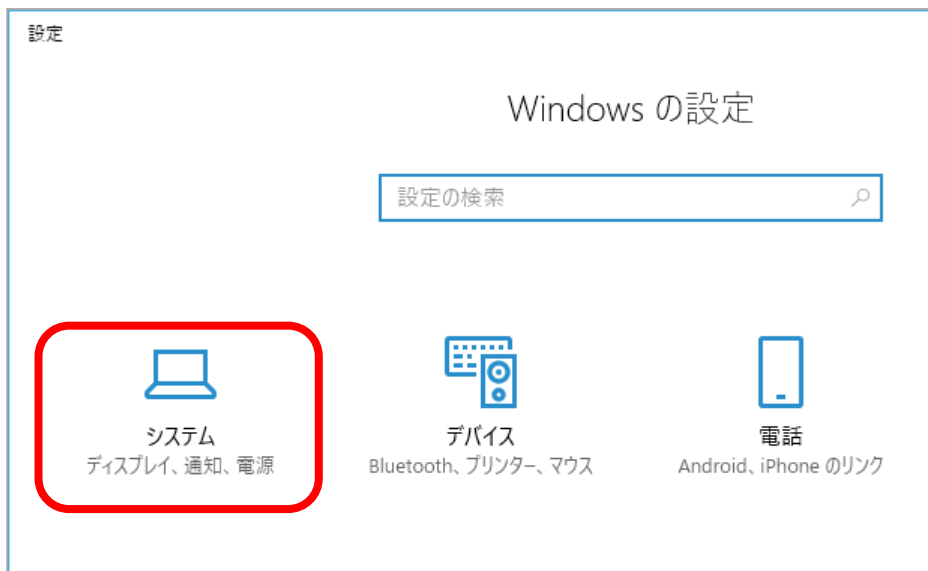 設定
Windows の設定
設定の検索
システム
ディスプレイ、通知、電源
デバイス
Bluetooth、プリンター、マウス
電話
Android、iPhone のリンク